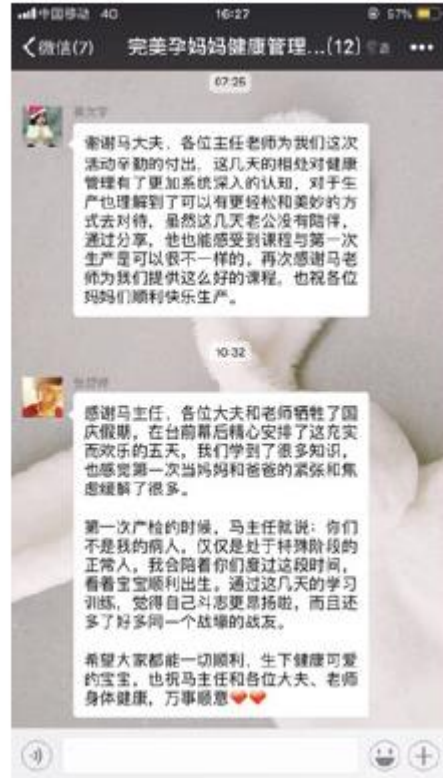 中国移动 4G 16:27 57%
微信(7) 完美孕妈妈健康管理...(12)
07:25
谢谢马大夫、各位主任老师为我们这次
活动辛勤的付出，这几天的相处对健康
管理有了更加系统深入的认知，对于生
产也理解到了可以有更轻松和美妙的方
式去对待，虽然这几天老公没有陪伴，
通过分享，他也能感受到课程与第一次
生产是可以很不一样的，再次感谢马老
师为我们提供这么好的课程，也祝各位
妈妈们顺利快乐生产。
10:32
感谢马主任、各位大夫和老师牺牲了国
庆假期，在台前幕后精心安排了这充实
而欢乐的五天，我们学到了很多知识，
也感觉第一次当妈妈和爸爸的紧张和焦
虑缓解了很多。
第一次产检的时候，马主任就说：你们
不是我的病人，仅仅是处于特殊阶段的
正常人，我会陪着你们度过这段时间，
看着宝宝顺利出生。通过这几天的学习
训练，觉得自己斗志更昂扬啦，而且还
多了好多同一个战壕的战友。
希望大家都能一切顺利，生下健康可爱
的宝宝，也祝马主任和各位大夫、老师
身体健康，万事顺意❤❤